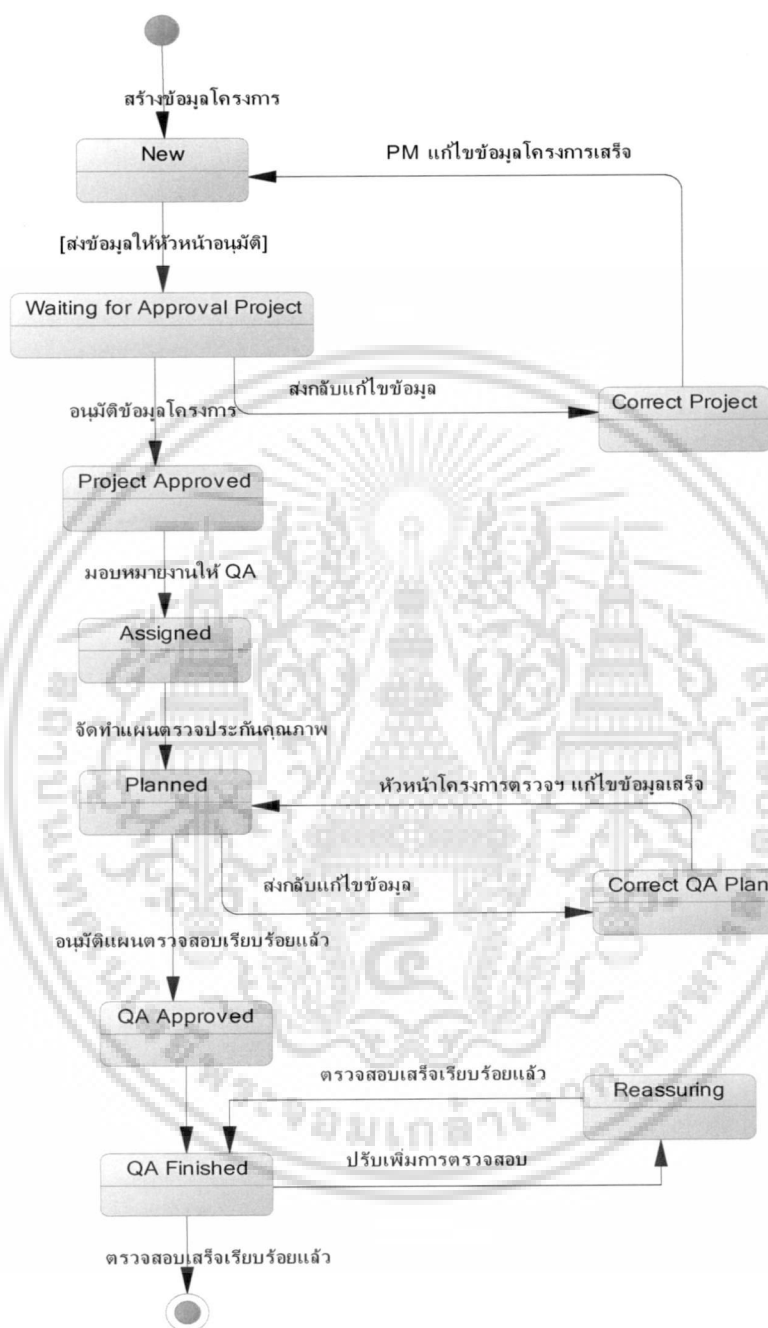 สร้างข้อมูลโครงการ
New
PM แก้ไขข้อมูลโครงการเสร็จ
[ส่งข้อมูลให้หัวหน้าอนุมัติ]
Waiting for Approval Project
ส่งกลับแก้ไขข้อมูล
Correct Project
อนุมัติข้อมูลโครงการ
Project Approved
มอบหมายงานให้ QA
Assigned
จัดทำแผนตรวจประกันคุณภาพ
Planned
หัวหน้าโครงการตรวจฯ แก้ไขข้อมูลเสร็จ
ส่งกลับแก้ไขข้อมูล
Correct QA Plan
อนุมัติแผนตรวจสอบเรียบร้อยแล้ว
QA Approved
ตรวจสอบเสร็จเรียบร้อยแล้ว
Reassuring
QA Finished
ปรับเพิ่มการตรวจสอบ
ตรวจสอบเสร็จเรียบร้อยแล้ว